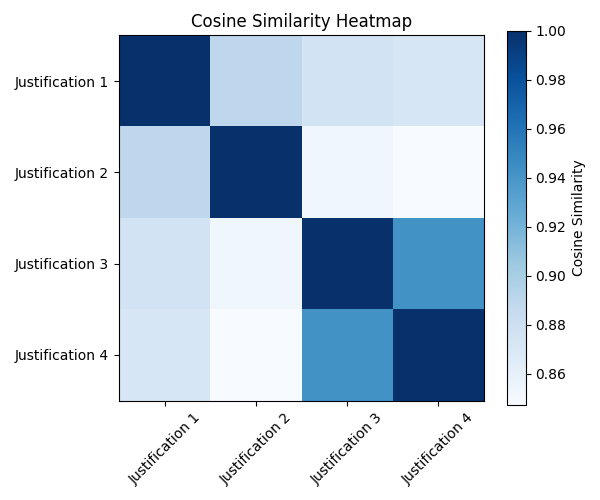 Cosine Similarity Heatmap
Justification 1
Justification 2
Justification 3
Justification 4
Justification 1
Justification 2
Justification 3
Justification 4
1.00
0.98
0.96
0.94
0.92
0.90
0.88
0.86
Cosine Similarity